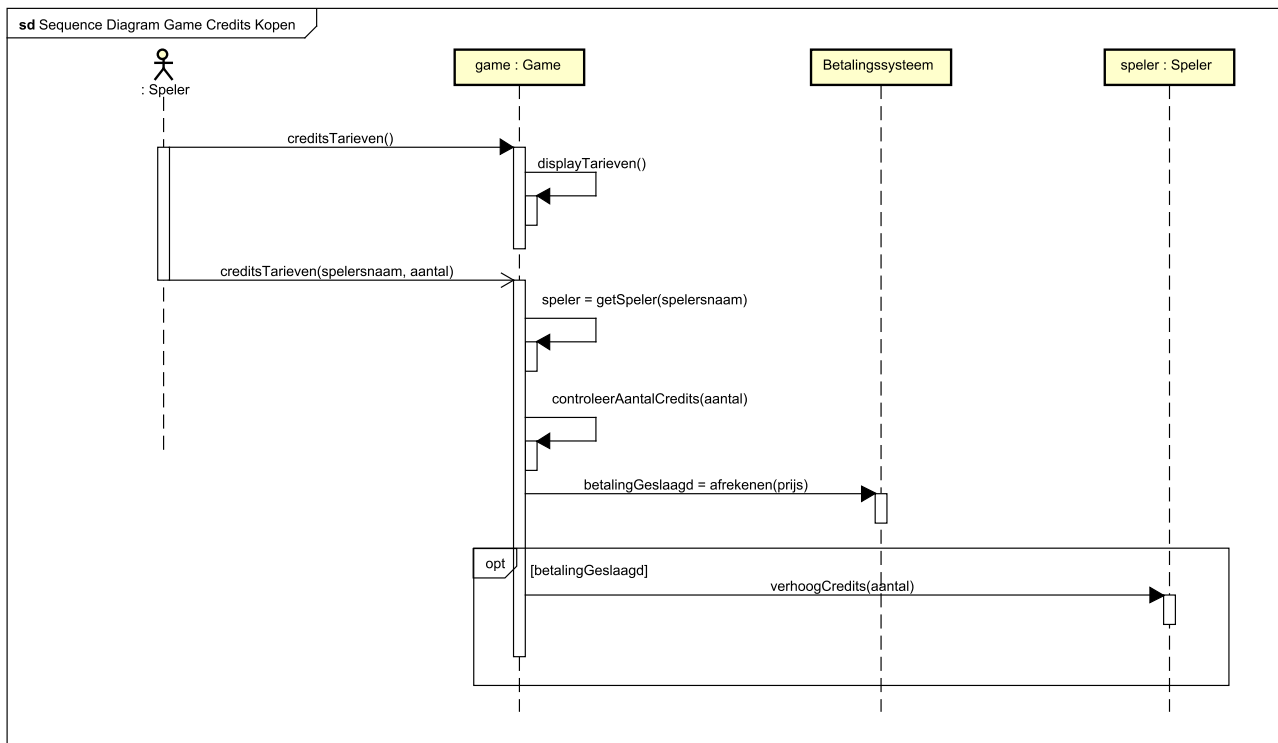 sd Sequence Diagram Game Credits Kopen
: Speler
game : Game
Betalingssysteem
speler : Speler
creditsTarieven()
displayTarieven()
creditsTarieven(spelersnaam, aantal)
speler = getSpeler(spelersnaam)
controleerAantalCredits(aantal)
betalingGeslaagd = afrekenen(prijs)
opt
[betalingGeslaagd]
verhoogCredits(aantal)